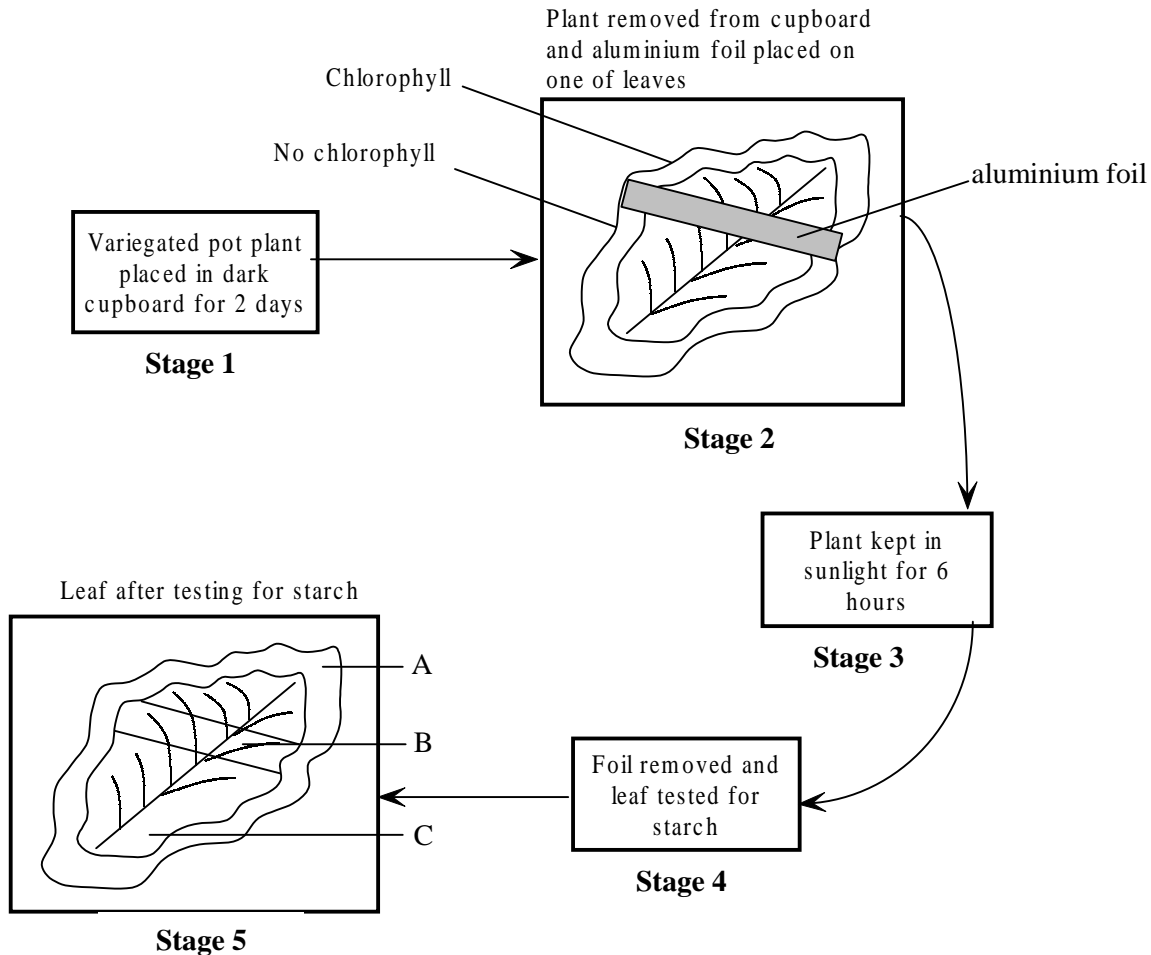 Plant removed from cupboard
and aluminium foil placed on
one of leaves
Chlorophyll
No chlorophyll
aluminium foil
Variegated pot plant
placed in dark
cupboard for 2 days
Stage 1
Stage 2
Plant kept in
sunlight for 6
hours
Stage 3
Foil removed and
leaf tested for
starch
Stage 4
Leaf after testing for starch
A
B
C
Stage 5